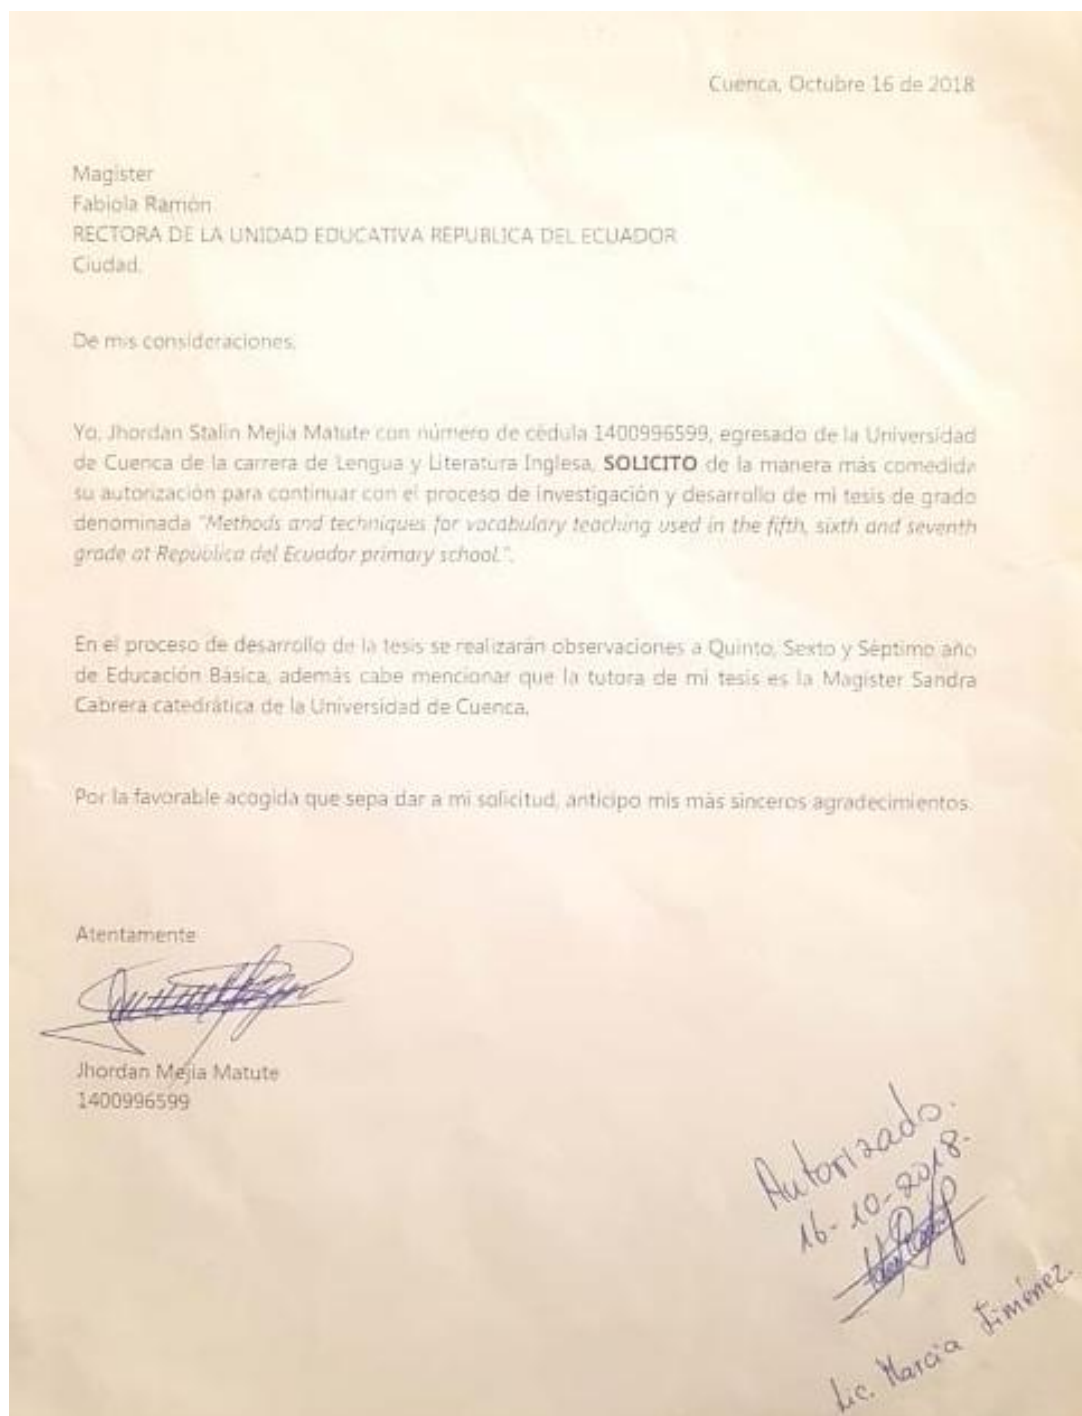 Cuenca, Octubre 16 de 2018
Magister
Fabiola Ramón
RECTORA DE LA UNIDAD EDUCATIVA REPUBLICA DEL ECUADOR
Ciudad.
De mis consideraciones.
Yo, Jhordan Stalin Mejia Matute con número de cédula 1400996599, egresado de la Universidad
de Cuenca de la carrera de Lengua y Literatura Inglesa, SOLICITO de la manera más comedida
su autorización para continuar con el proceso de investigación y desarrollo de mi tesis de grado
denominada "Methods and techniques for vocabulary teaching used in the fifth, sixth and seventh
grade at República del Ecuador primary school.".
En el proceso de desarrollo de la tesis se realizarán observaciones a Quinto, Sexto y Séptimo año
de Educación Básica, además cabe mencionar que la tutora de mi tesis es la Magister Sandra
Cabrera catedrática de la Universidad de Cuenca.
Por la favorable acogida que sepa dar a mi solicitud, anticipo mis más sinceros agradecimientos.
Atentamente
Jhordan Mejia Matute
1400996599
Autorizado.
16-10-2018.
Lic. Marcia Jiménez.